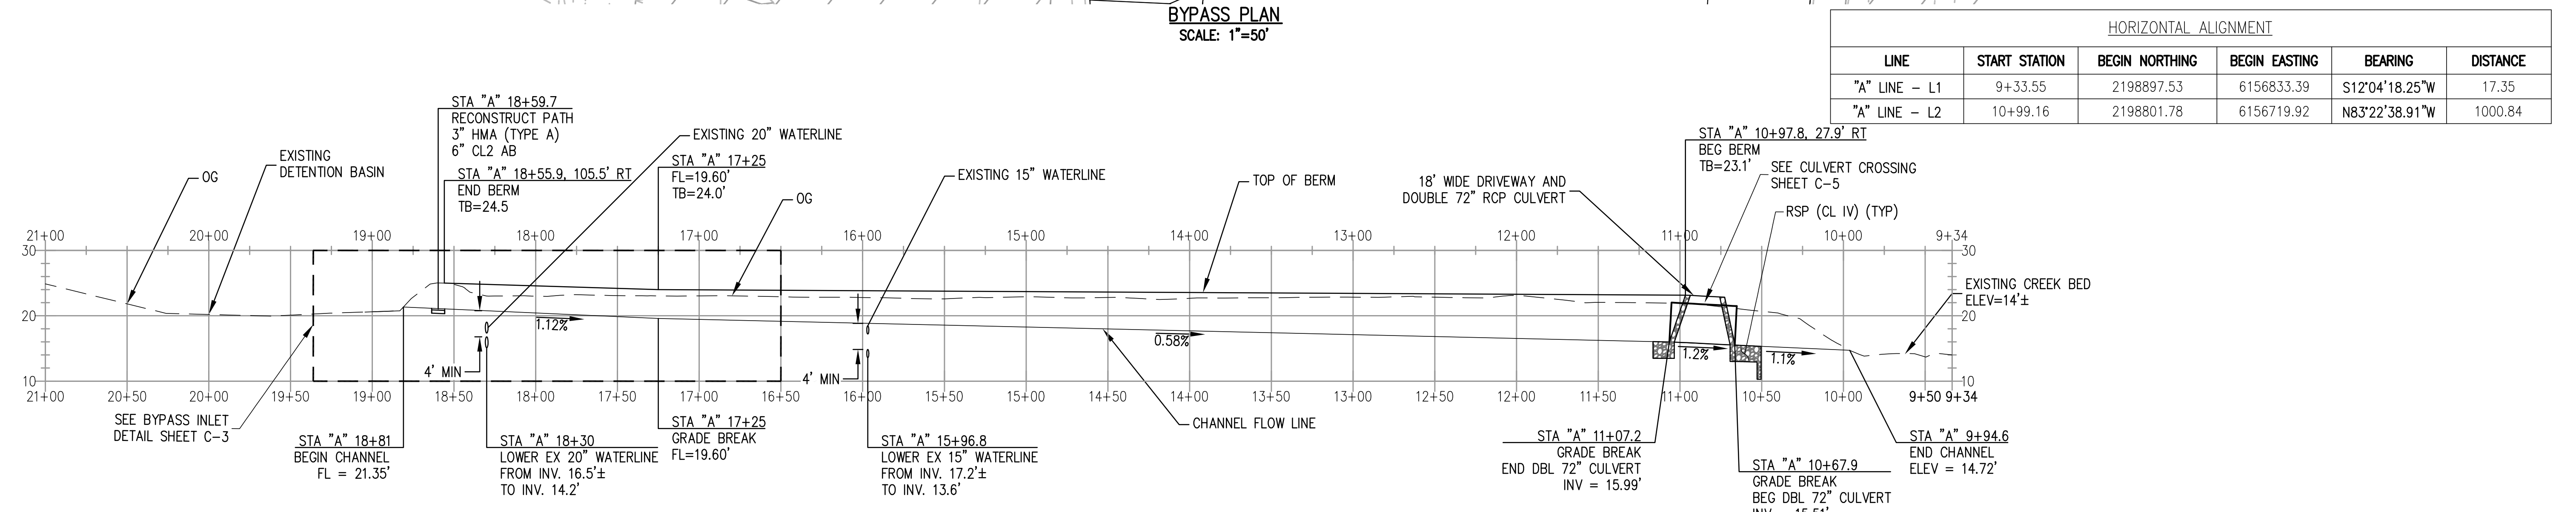 BYPASS PLAN
SCALE: 1"=50'
HORIZONTAL ALIGNMENT
LINE START STATION BEGIN NORTHING BEGIN EASTING BEARING DISTANCE
"A" LINE - L1 9+33.55 2198897.53 6156833.39 S12°04'18.25"W 17.35
"A" LINE - L2 10+99.16 2198801.78 6156719.92 N83°22'38.91"W 1000.84
STA "A" 18+59.7
RECONSTRUCT PATH
3" HMA (TYPE A)
6" CL2 AB
STA "A" 18+55.9, 105.5' RT
END BERM
TB=24.5
EXISTING 20" WATERLINE
STA "A" 17+25
FL=19.60'
TB=24.0'
OG
EXISTING
DETENTION BASIN
OG
EXISTING 15" WATERLINE
TOP OF BERM
18' WIDE DRIVEWAY AND
DOUBLE 72" RCP CULVERT
STA "A" 10+97.8, 27.9' RT
BEG BERM
TB=23.1'
SEE CULVERT CROSSING
SHEET C-5
RSP (CL IV) (TYP)
21+00 20+00 19+00 18+00 17+00 16+00 15+00 14+00 13+00 12+00 11+00 10+00 9+34
30 30
20 20
10 10
EXISTING CREEK BED
ELEV=14'±
1.12%
0.58%
1.2%
1.1%
4' MIN
4' MIN
21+00 20+50 20+00 19+50 19+00 18+50 18+00 17+50 17+00 16+50 16+00 15+50 15+00 14+50 14+00 13+50 13+00 12+50 12+00 11+50 11+00 10+50 10+00 9+50 9+34
SEE BYPASS INLET
DETAIL SHEET C-3
STA "A" 18+81
BEGIN CHANNEL
FL = 21.35'
STA "A" 18+30
LOWER EX 20" WATERLINE
FROM INV. 16.5'±
TO INV. 14.2'
STA "A" 17+25
GRADE BREAK
FL=19.60'
STA "A" 15+96.8
LOWER EX 15" WATERLINE
FROM INV. 17.2'±
TO INV. 13.6'
CHANNEL FLOW LINE
STA "A" 11+07.2
GRADE BREAK
END DBL 72" CULVERT
INV = 15.99'
STA "A" 10+67.9
GRADE BREAK
BEG DBL 72" CULVERT
INV = 15.51'
STA "A" 9+94.6
END CHANNEL
ELEV = 14.72'